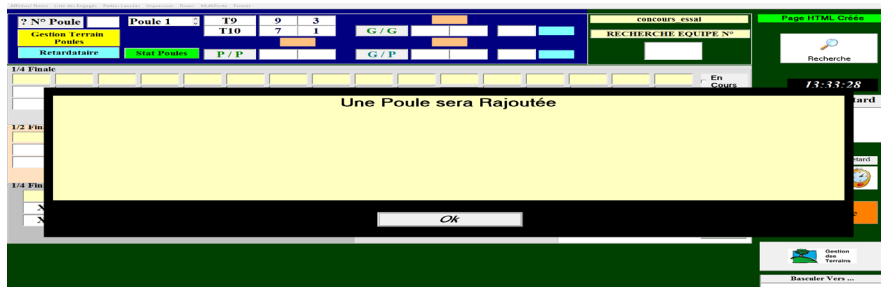 ? N° Poule
Poule 1
T9 9 3
T10 7 1
G / G
Gestion Terrain
Poules
Retardataire
Stat Poules
P / P
G / P
concours_essai
RECHERCHE EQUIPE N°
Page HTML Créée
Recherche
13:33:28
1/4 Finale
En
Cours
Une Poule sera Rajoutée
Ok
1/2 Fin
1/4 Fin
X
X
tard
etard
e
Gestion
des
Terrains
Basculer Vers ...